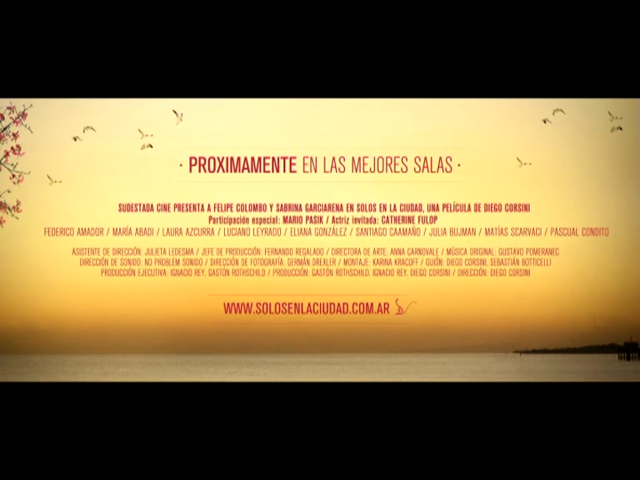 · PROXIMAMENTE EN LAS MEJORES SALAS ·
SUDESTADA CINE PRESENTA A FELIPE COLOMBO Y SABRINA GARCIARENA EN SOLOS EN LA CIUDAD, UNA PELÍCULA DE DIEGO CORSINI
Participación especial: MARIO PASIK / Actriz invitada: CATHERINE FULOP
FEDERICO AMADOR / MARÍA ABADI / LAURA AZCURRA / LUCIANO LEYRADO / ELIANA GONZÁLEZ / SANTIAGO CAAMAÑO / JULIA BUJMAN / MATÍAS SCARVACI / PASCUAL CONDITO
ASISTENTE DE DIRECCIÓN: JULIETA LEDESMA / JEFE DE PRODUCCIÓN: FERNANDO REGALADO / DIRECTORA DE ARTE: ANNA CARNOVALE / MÚSICA ORIGINAL: GUSTAVO POMERANEC
DIRECCIÓN DE SONIDO: NO PROBLEM SONIDO / DIRECCIÓN DE FOTOGRAFÍA: GERMÁN DREXLER / MONTAJE: KARINA KRACOFF / GUIÓN: DIEGO CORSINI, SEBASTIÁN BOTTICELLI
PRODUCCIÓN EJECUTIVA: IGNACIO REY, GASTÓN ROTHSCHILD / PRODUCCIÓN: GASTÓN ROTHSCHILD, IGNACIO REY, DIEGO CORSINI / DIRECCIÓN: DIEGO CORSINI
WWW.SOLOSENLACIUDAD.COM.AR